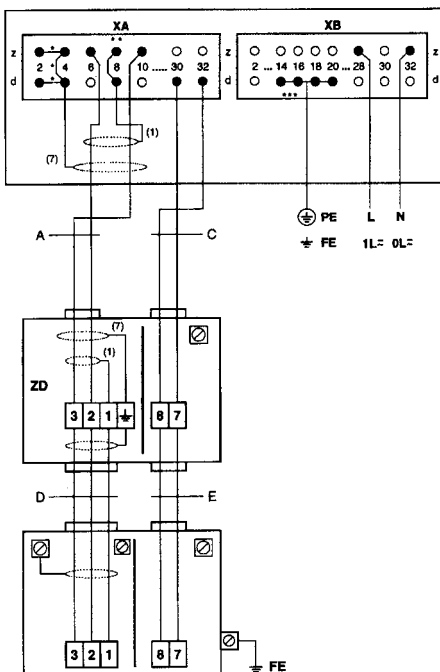 XA XB
**
z z z z
*
2 4 6 8 10 ..... 30 32 2 ... 14 16 18 20 ... 28 30 32
*
d d d d
***
(1)
(7)
PE L N
FE 1L≂ 0L≂
A C
(7)
(1)
ZD
3 2 1 8 7
D E
3 2 1 8 7
FE